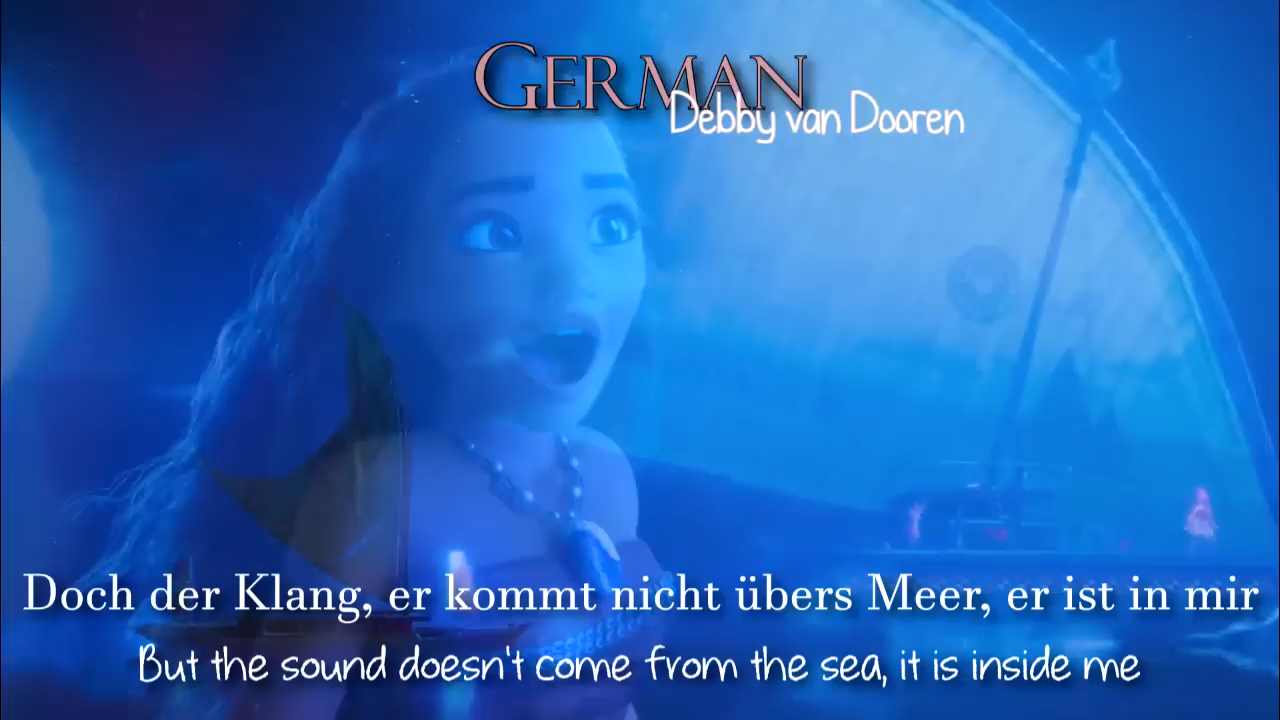 GERMAN
Debby van Dooren
Doch der Klang, er kommt nicht übers Meer, er ist in mir
But the sound doesn't come from the sea, it is inside me